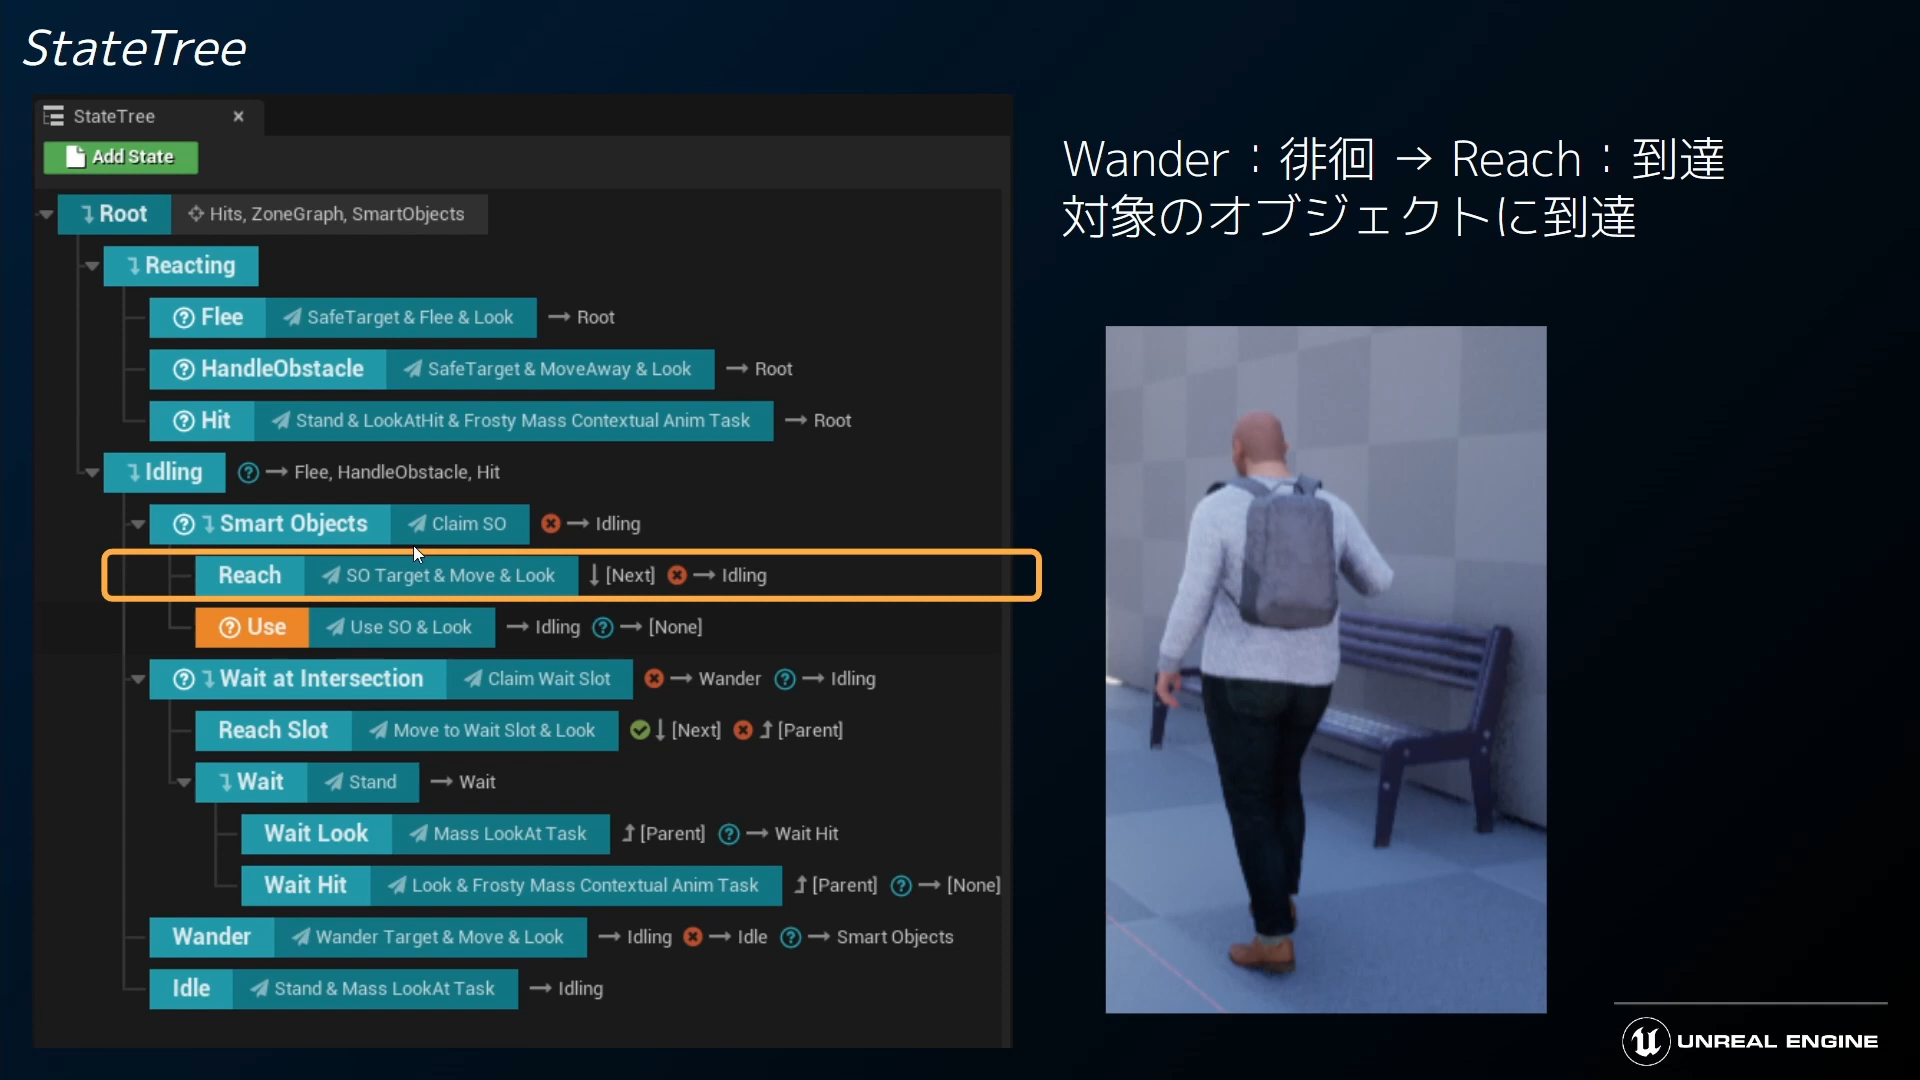 StateTree
StateTree
Add State
Root Hits, ZoneGraph, SmartObjects
Reacting
Flee SafeTarget & Flee & Look → Root
HandleObstacle SafeTarget & MoveAway & Look → Root
Hit Stand & LookAtHit & Frosty Mass Contextual Anim Task → Root
Idling → Flee, HandleObstacle, Hit
Smart Objects Claim SO → Idling
Reach SO Target & Move & Look ↓ [Next] → Idling
Use Use SO & Look → Idling → [None]
Wait at Intersection Claim Wait Slot → Wander → Idling
Reach Slot Move to Wait Slot & Look ↓ [Next] [Parent]
Wait Stand → Wait
Wait Look Mass LookAt Task [Parent] → Wait Hit
Wait Hit Look & Frosty Mass Contextual Anim Task [Parent] → [None]
Wander Wander Target & Move & Look → Idling → Idle → Smart Objects
Idle Stand & Mass LookAt Task → Idling
Wander：徘徊 → Reach：到達
対象のオブジェクトに到達
UNREAL ENGINE